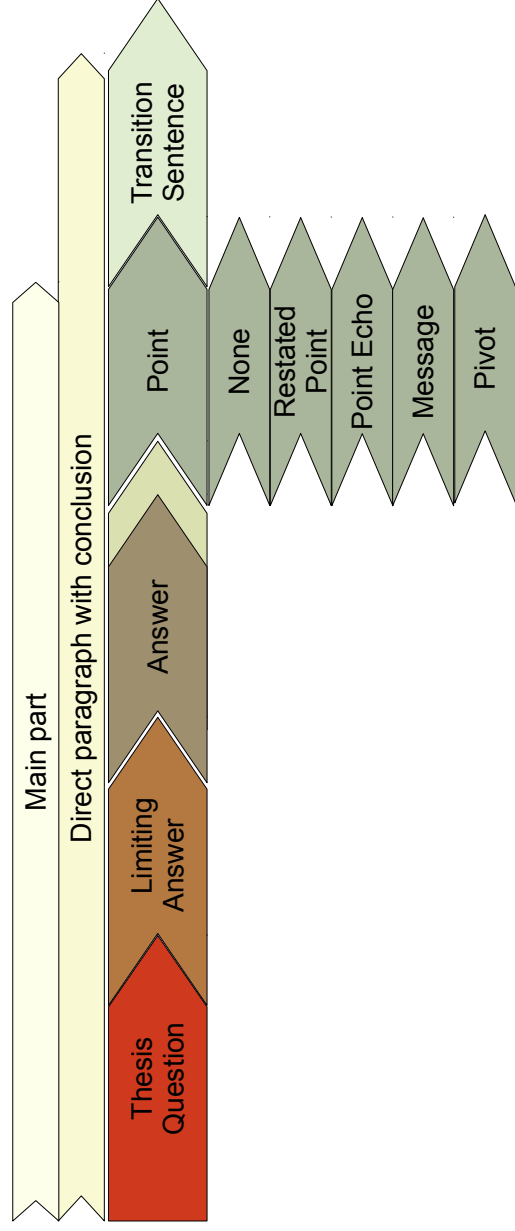 Main part
Direct paragraph with conclusion
Thesis
Question
Limiting
Answer
Answer
Point
Transition
Sentence
None
Restated
Point
Point Echo
Message
Pivot